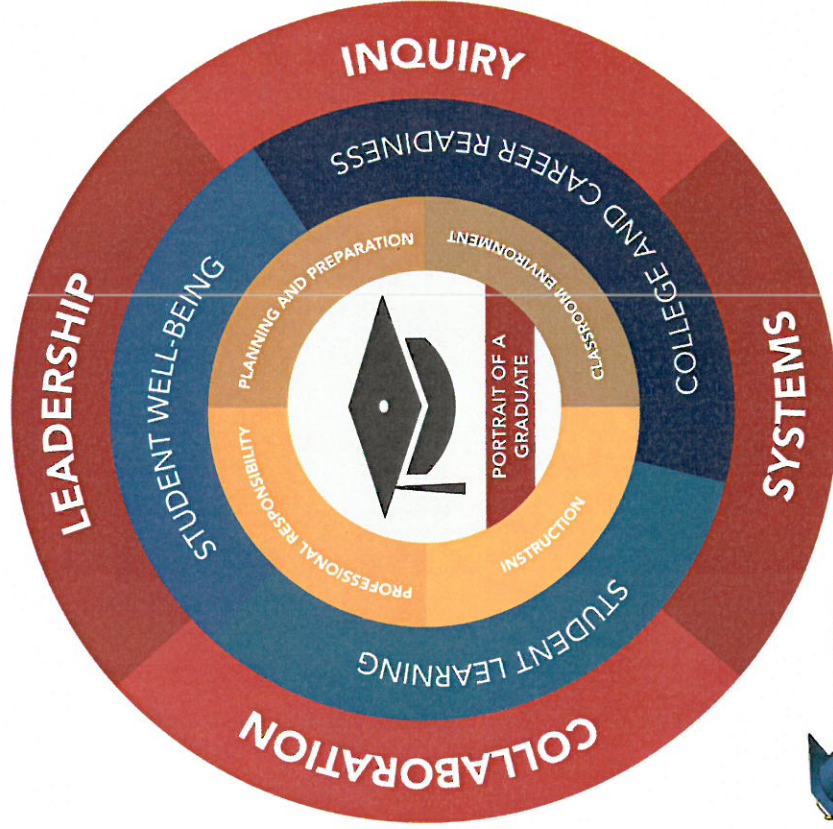 INQUIRY
LEADERSHIP
SYSTEMS
COLLABORATION
COLLEGE AND CAREER READINESS
STUDENT WELL-BEING
STUDENT LEARNING
PLANNING AND PREPARATION
CLASSROOM ENVIRONMENT
PROFESSIONAL RESPONSIBILITY
INSTRUCTION
PORTRAIT OF A
GRADUATE